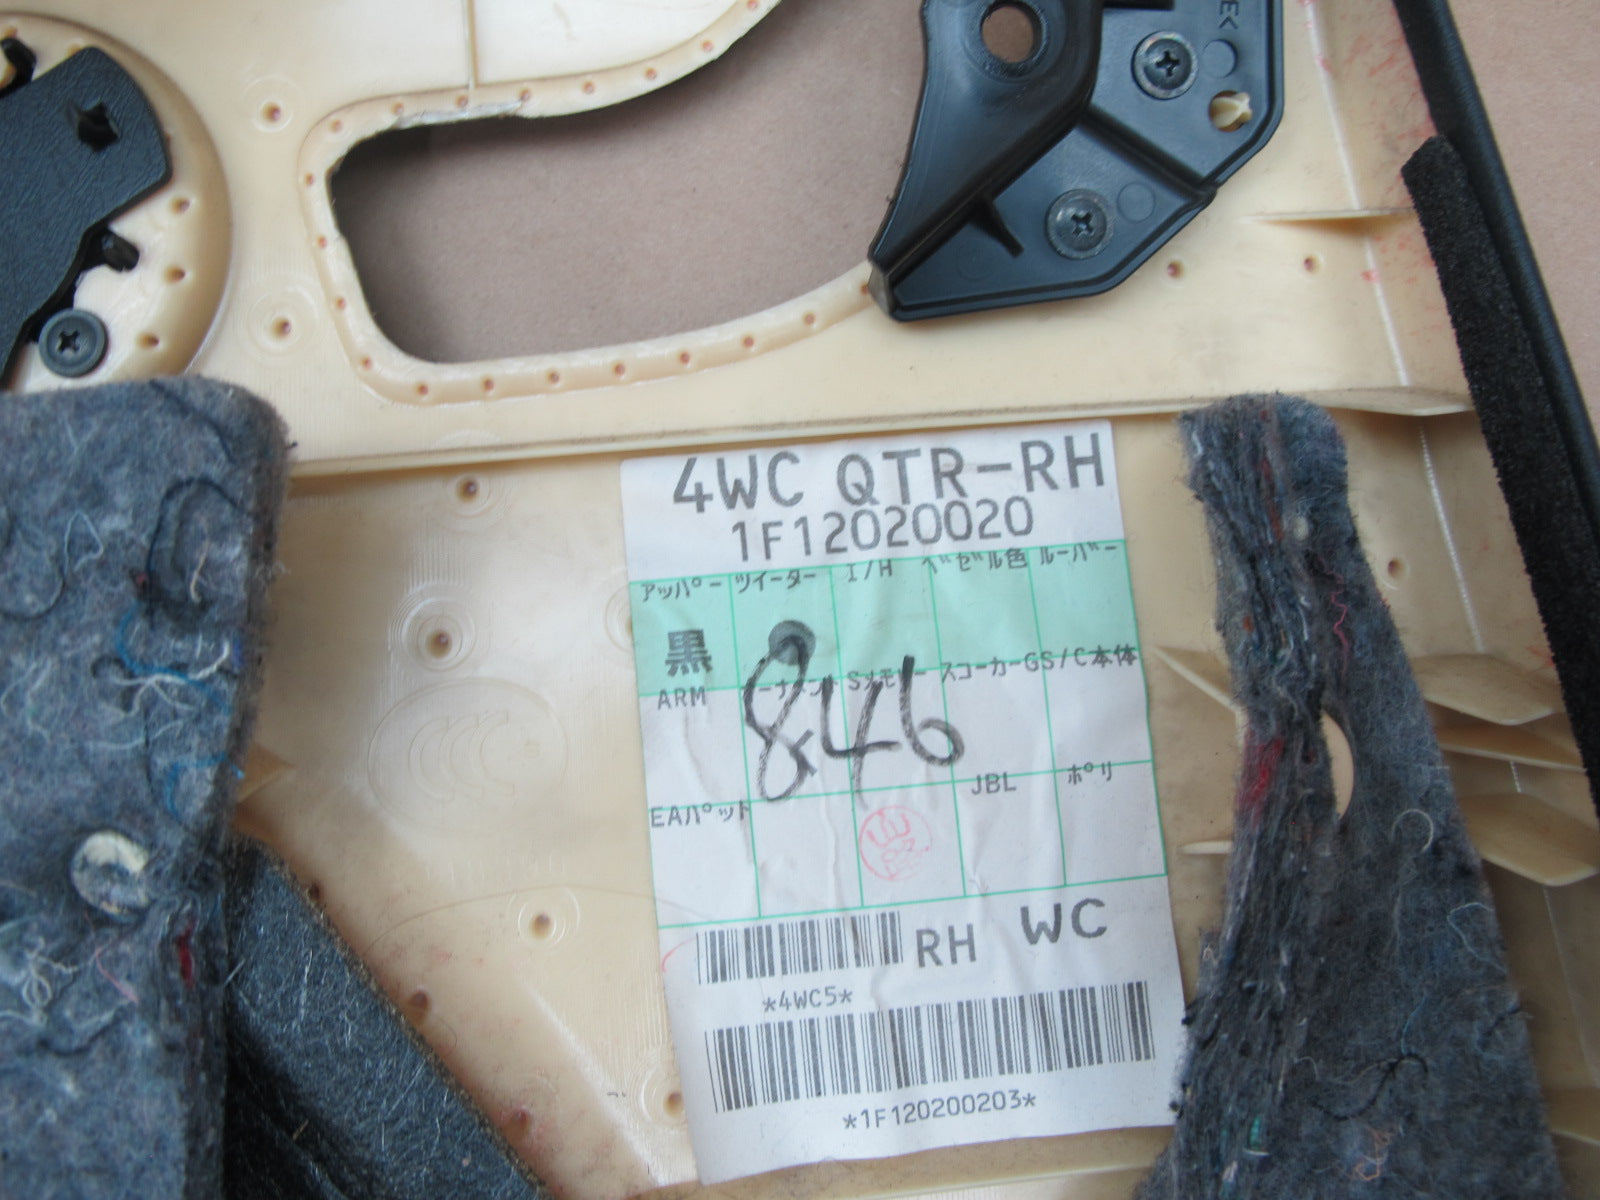 4WC QTR-RH
1F12020020
アッパー ツイーター I/H ベゼル色 ルーバー
黒
ARM Sメモリー スコーカー GS/C本体
846
EAパット JBL ポリ
RH WC
*4WC5*
*1F120200203*